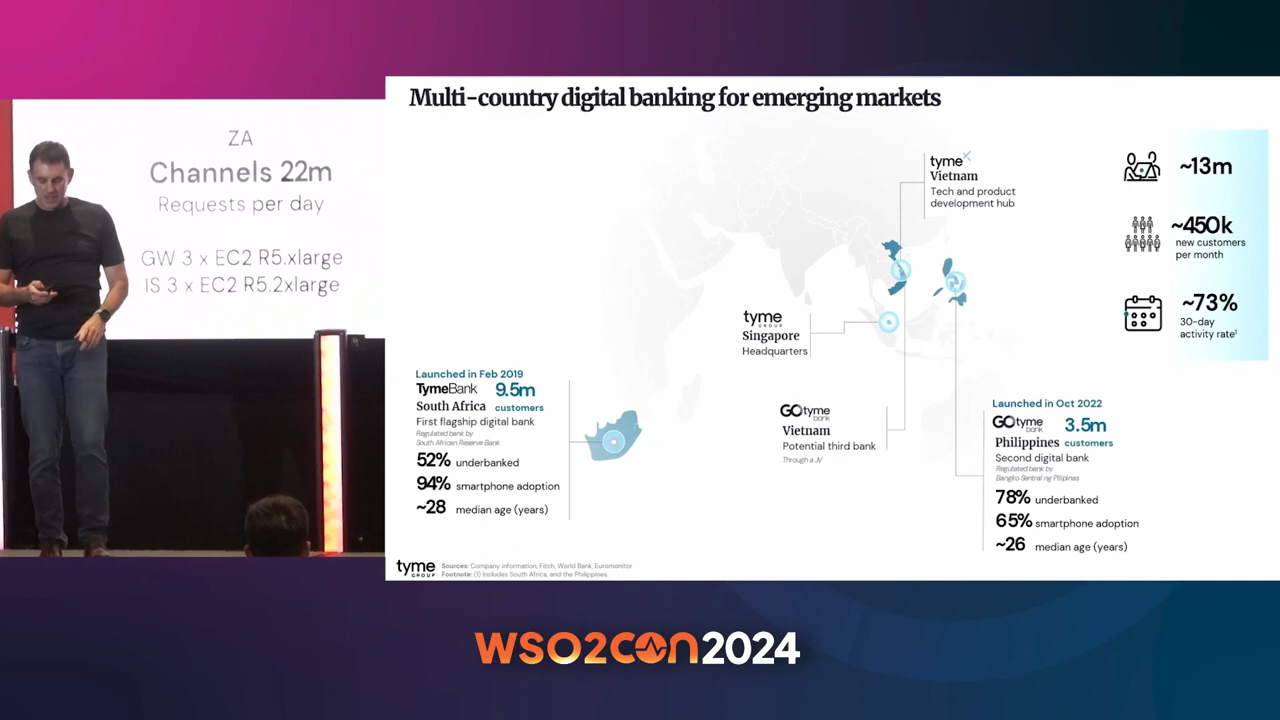 ZA
Channels 22m
Requests per day
GW 3 x EC2 R5.xlarge
IS 3 x EC2 R5.2xlarge
Multi-country digital banking for emerging markets
tyme
Vietnam
Tech and product
development hub
~13m
~450k
new customers
per month
~73%
30-day
activity rate¹
tyme
GROUP
Singapore
Headquarters
Launched in Feb 2019
TymeBank 9.5m
South Africa customers
First flagship digital bank
Regulated bank by
South African Reserve Bank
52% underbanked
94% smartphone adoption
~28 median age (years)
GOtyme
bank
Vietnam
Potential third bank
Through a JV
Launched in Oct 2022
GOtyme
bank
3.5m
Philippines customers
Second digital bank
Regulated bank by
Bangko Sentral ng Pilipinas
78% underbanked
65% smartphone adoption
~26 median age (years)
tyme
GROUP
Sources: Company information, Fitch, World Bank, Euromonitor
Footnote: (1) Includes South Africa, and the Philippines.
WSO2CON2024